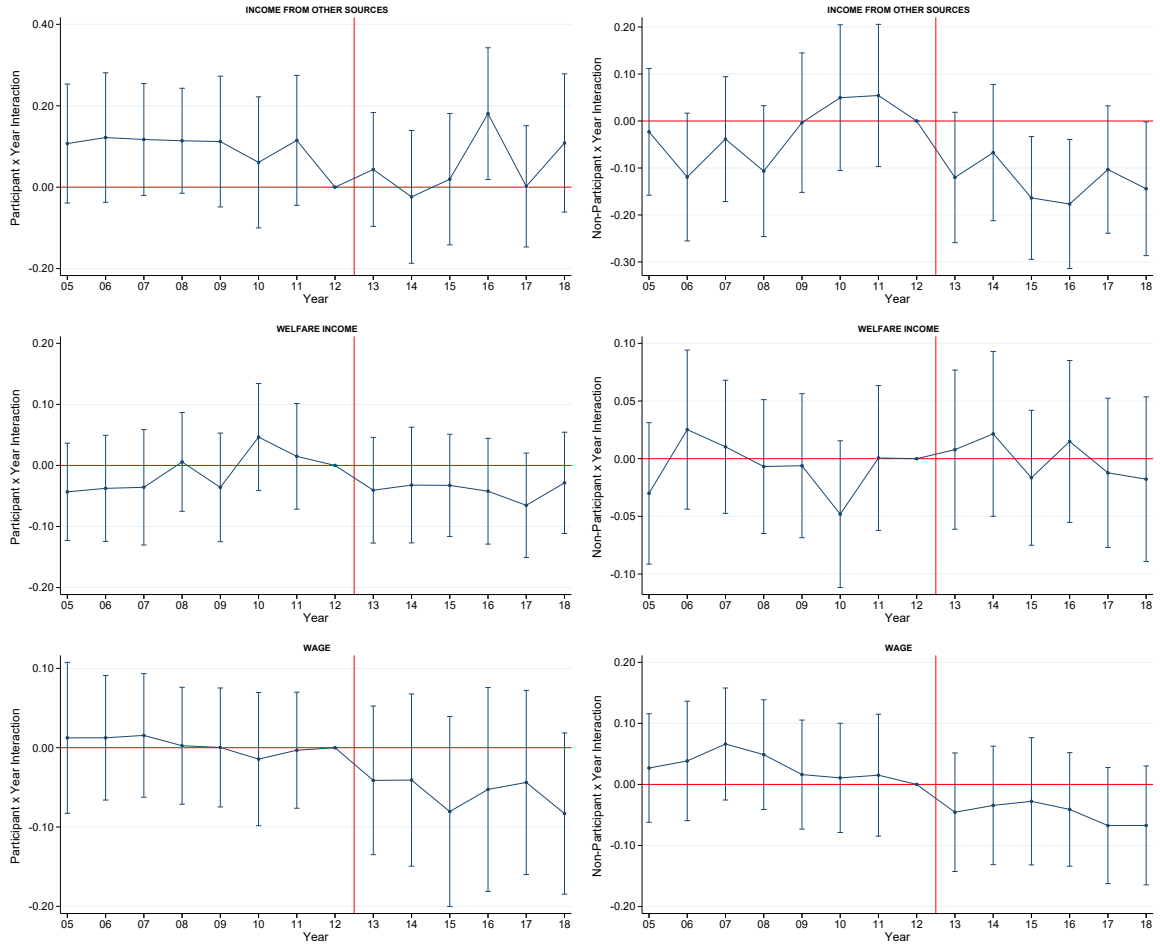 INCOME FROM OTHER SOURCES
Participant x Year Interaction
0.40
0.20
0.00
-0.20
05 06 07 08 09 10 11 12 13 14 15 16 17 18
Year
INCOME FROM OTHER SOURCES
Non-Participant x Year Interaction
0.20
0.10
0.00
-0.10
-0.20
-0.30
05 06 07 08 09 10 11 12 13 14 15 16 17 18
Year
WELFARE INCOME
Participant x Year Interaction
0.20
0.10
0.00
-0.10
-0.20
05 06 07 08 09 10 11 12 13 14 15 16 17 18
Year
WELFARE INCOME
Non-Participant x Year Interaction
0.10
0.05
0.00
-0.05
-0.10
05 06 07 08 09 10 11 12 13 14 15 16 17 18
Year
WAGE
Participant x Year Interaction
0.10
0.00
-0.10
-0.20
05 06 07 08 09 10 11 12 13 14 15 16 17 18
Year
WAGE
Non-Participant x Year Interaction
0.20
0.10
0.00
-0.10
-0.20
05 06 07 08 09 10 11 12 13 14 15 16 17 18
Year